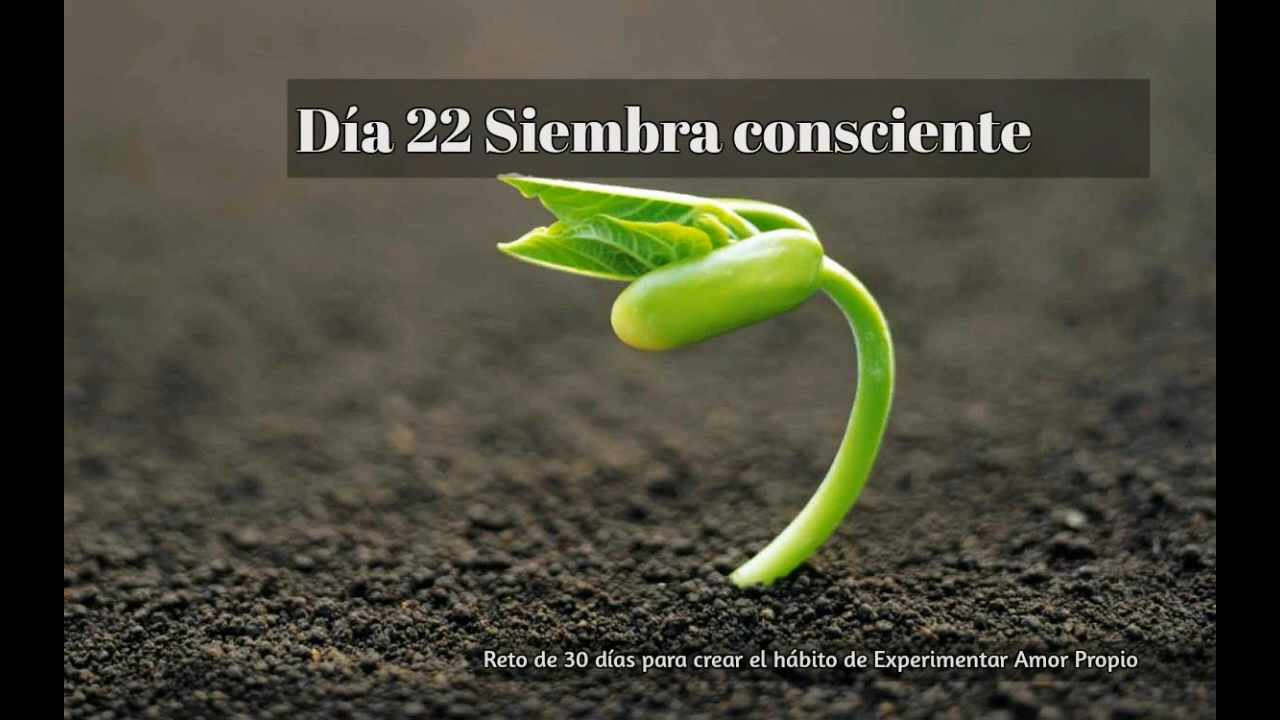 Día 22 Siembra consciente
Reto de 30 días para crear el hábito de Experimentar Amor Propio